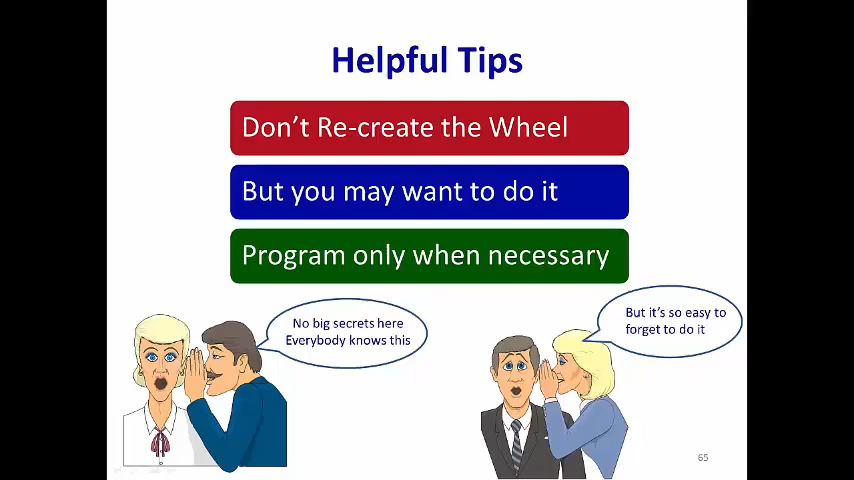 Helpful Tips
Don’t Re-create the Wheel
But you may want to do it
Program only when necessary
No big secrets here
Everybody knows this
But it’s so easy to
forget to do it
65